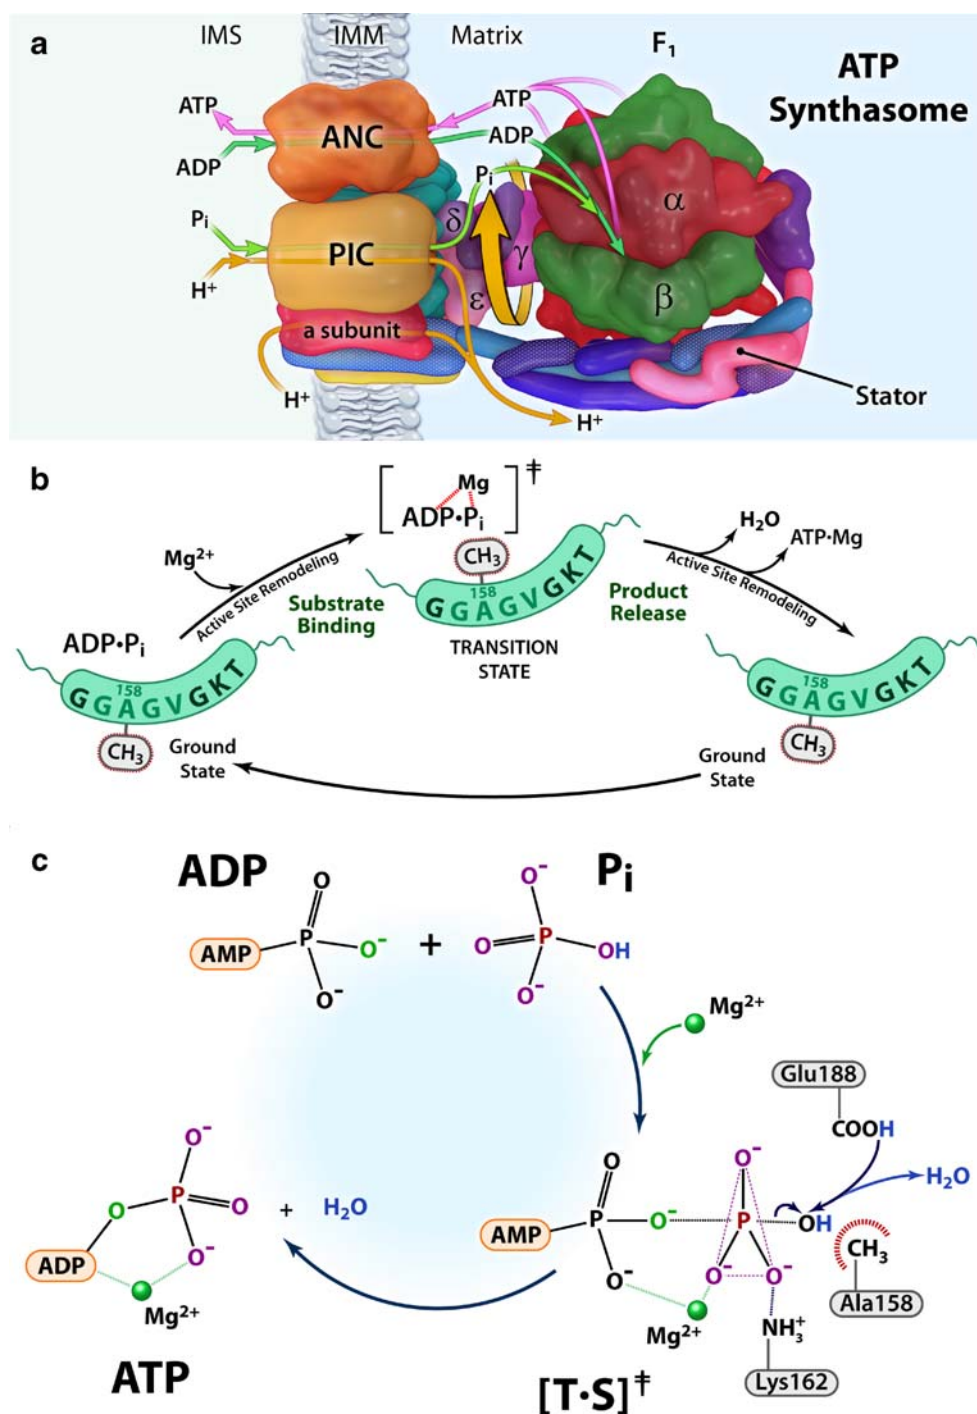 a
IMS
IMM
Matrix
F1
ATP
Synthasome
ATP
ADP
ANC
ATP
ADP
Pi
Pi
H+
PIC
δ
γ
ε
α
β
a subunit
H+
H+
Stator
b
[Mg
ADP•Pi]‡
CH3
158
GGAGVGKT
TRANSITION
STATE
Mg2+
Active Site Remodeling
Substrate
Binding
Product
Release
H2O
ATP•Mg
Active Site Remodeling
ADP•Pi
158
GGAGVGKT
CH3
Ground
State
158
GGAGVGKT
CH3
Ground
State
c
ADP
Pi
O
AMP
P
O-
O-
+
O-
O
P
OH
O-
Mg2+
Glu188
COOH
H2O
O
AMP
P
O-
O-
O-
P
OH
O-
O-
CH3
Ala158
Mg2+
NH3+
Lys162
[T•S]‡
O-
O
P
O
O-
ADP
Mg2+
+ H2O
ATP